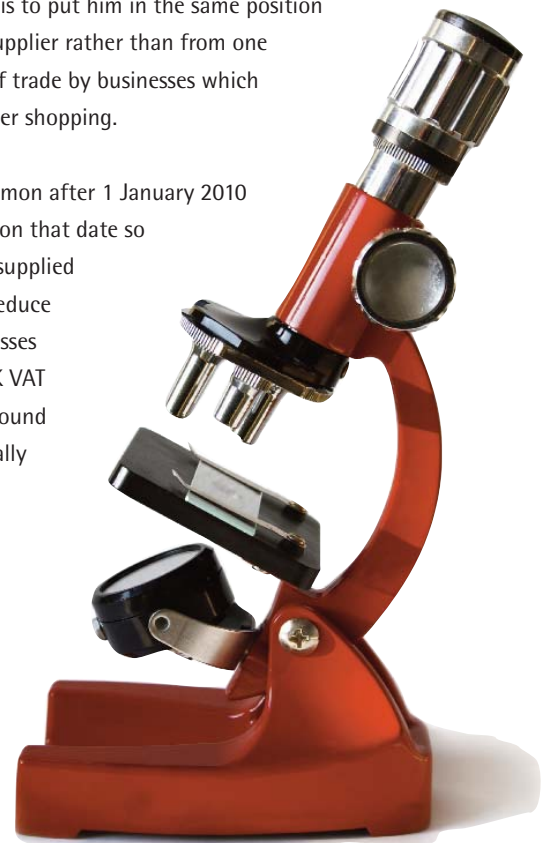 is to put him in the same position
upplier rather than from one
f trade by businesses which
er shopping.
mon after 1 January 2010
on that date so
supplied
educe
sses
K VAT
ound
ally